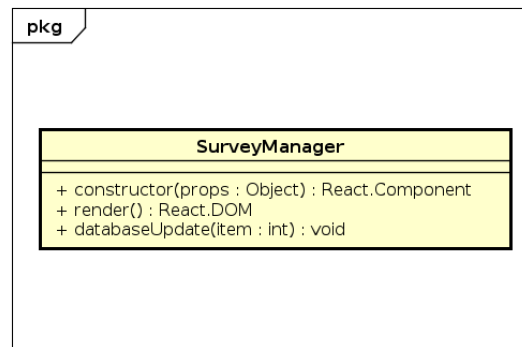 pkg
SurveyManager
+ constructor(props : Object) : React.Component
+ render() : React.DOM
+ databaseUpdate(item : int) : void